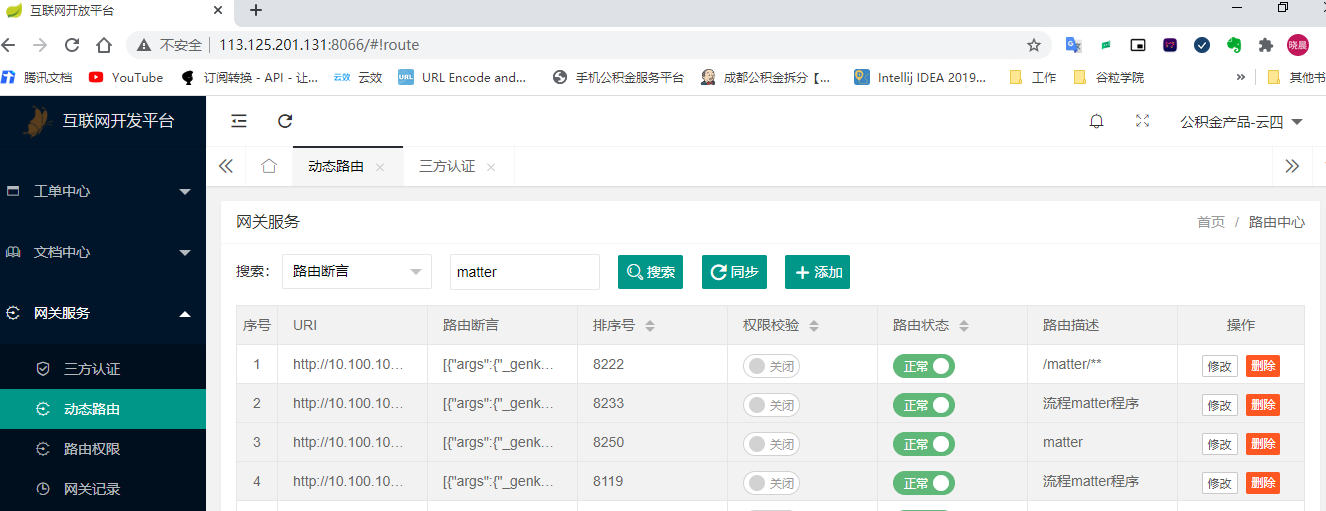 互联网开放平台
不安全 | 113.125.201.131:8066/#!route
腾讯文档 YouTube 订阅转换 - API - 让... 云效 云效 URL URL Encode and... 手机公积金服务平台 成都公积金拆分【... Intellij IDEA 2019... 工作 谷粒学院 » 其他书
晓晨
互联网开发平台
公积金产品-云四
动态路由 三方认证
工单中心
文档中心
网关服务
三方认证
动态路由
路由权限
网关记录
网关服务 首页 / 路由中心
搜索: 路由断言 matter 搜索 同步 添加
序号 URI 路由断言 排序号 权限校验 路由状态 路由描述 操作
1 http://10.100.10... [{"args":{"_genk... 8222 关闭 正常 /matter/** 修改 删除
2 http://10.100.10... [{"args":{"_genk... 8233 关闭 正常 流程matter程序 修改 删除
3 http://10.100.10... [{"args":{"_genk... 8250 关闭 正常 matter 修改 删除
4 http://10.100.10... [{"args":{"_genk... 8119 关闭 正常 流程matter程序 修改 删除